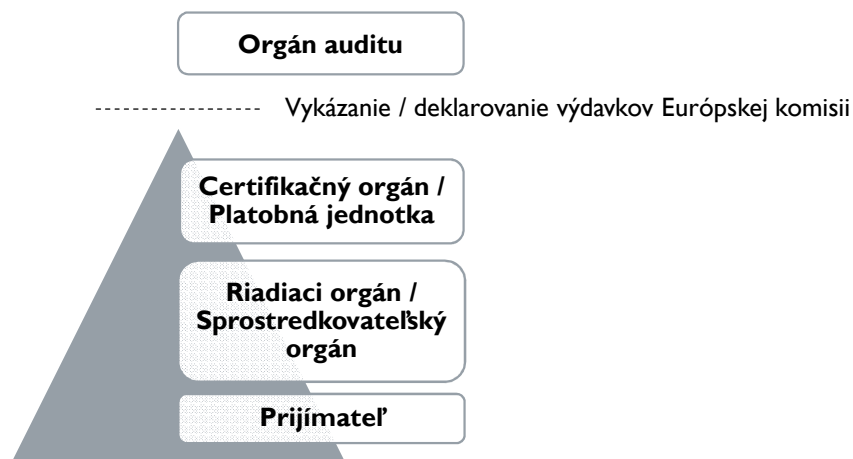 Orgán auditu
Vykázanie / deklarovanie výdavkov Európskej komisii
Certifikačný orgán /
Platobná jednotka
Riadiaci orgán /
Sprostredkovateľský
orgán
Prijímateľ